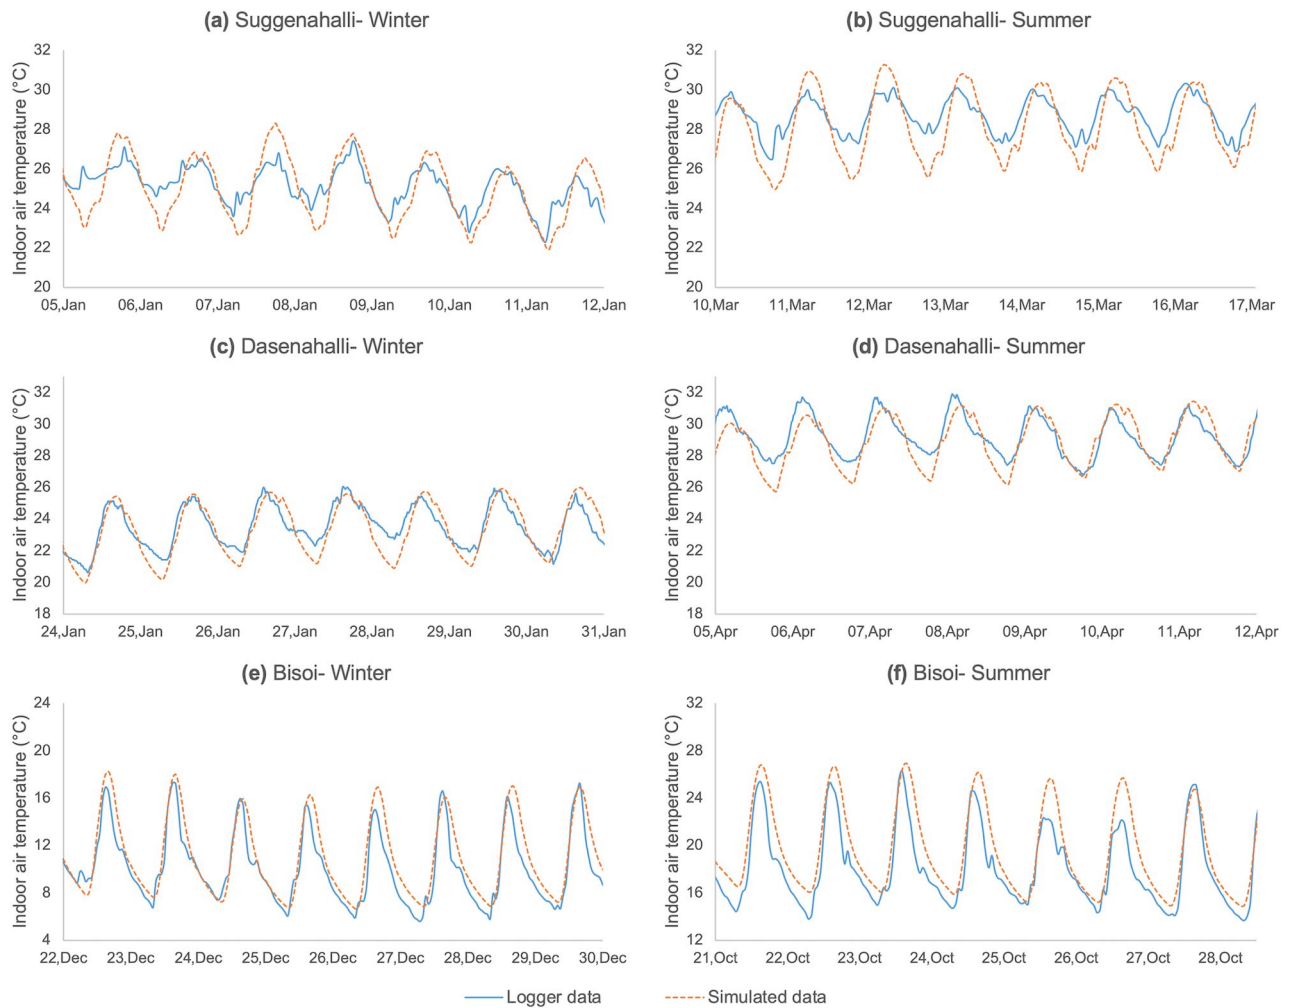 (a) Suggenahalli- Winter
Indoor air temperature (°C)
32
30
28
26
24
22
20
05,Jan 06,Jan 07,Jan 08,Jan 09,Jan 10,Jan 11,Jan 12,Jan
(b) Suggenahalli- Summer
Indoor air temperature (°C)
32
30
28
26
24
22
20
10,Mar 11,Mar 12,Mar 13,Mar 14,Mar 15,Mar 16,Mar 17,Mar
(c) Dasenahalli- Winter
Indoor air temperature (°C)
32
30
28
26
24
22
20
18
24,Jan 25,Jan 26,Jan 27,Jan 28,Jan 29,Jan 30,Jan 31,Jan
(d) Dasenahalli- Summer
Indoor air temperature (°C)
32
30
28
26
24
22
20
18
05,Apr 06,Apr 07,Apr 08,Apr 09,Apr 10,Apr 11,Apr 12,Apr
(e) Bisoi- Winter
Indoor air temperature (°C)
24
20
16
12
8
4
22,Dec 23,Dec 24,Dec 25,Dec 26,Dec 27,Dec 28,Dec 29,Dec 30,Dec
(f) Bisoi- Summer
Indoor air temperature (°C)
32
28
24
20
16
12
21,Oct 22,Oct 23,Oct 24,Oct 25,Oct 26,Oct 27,Oct 28,Oct
Logger data Simulated data